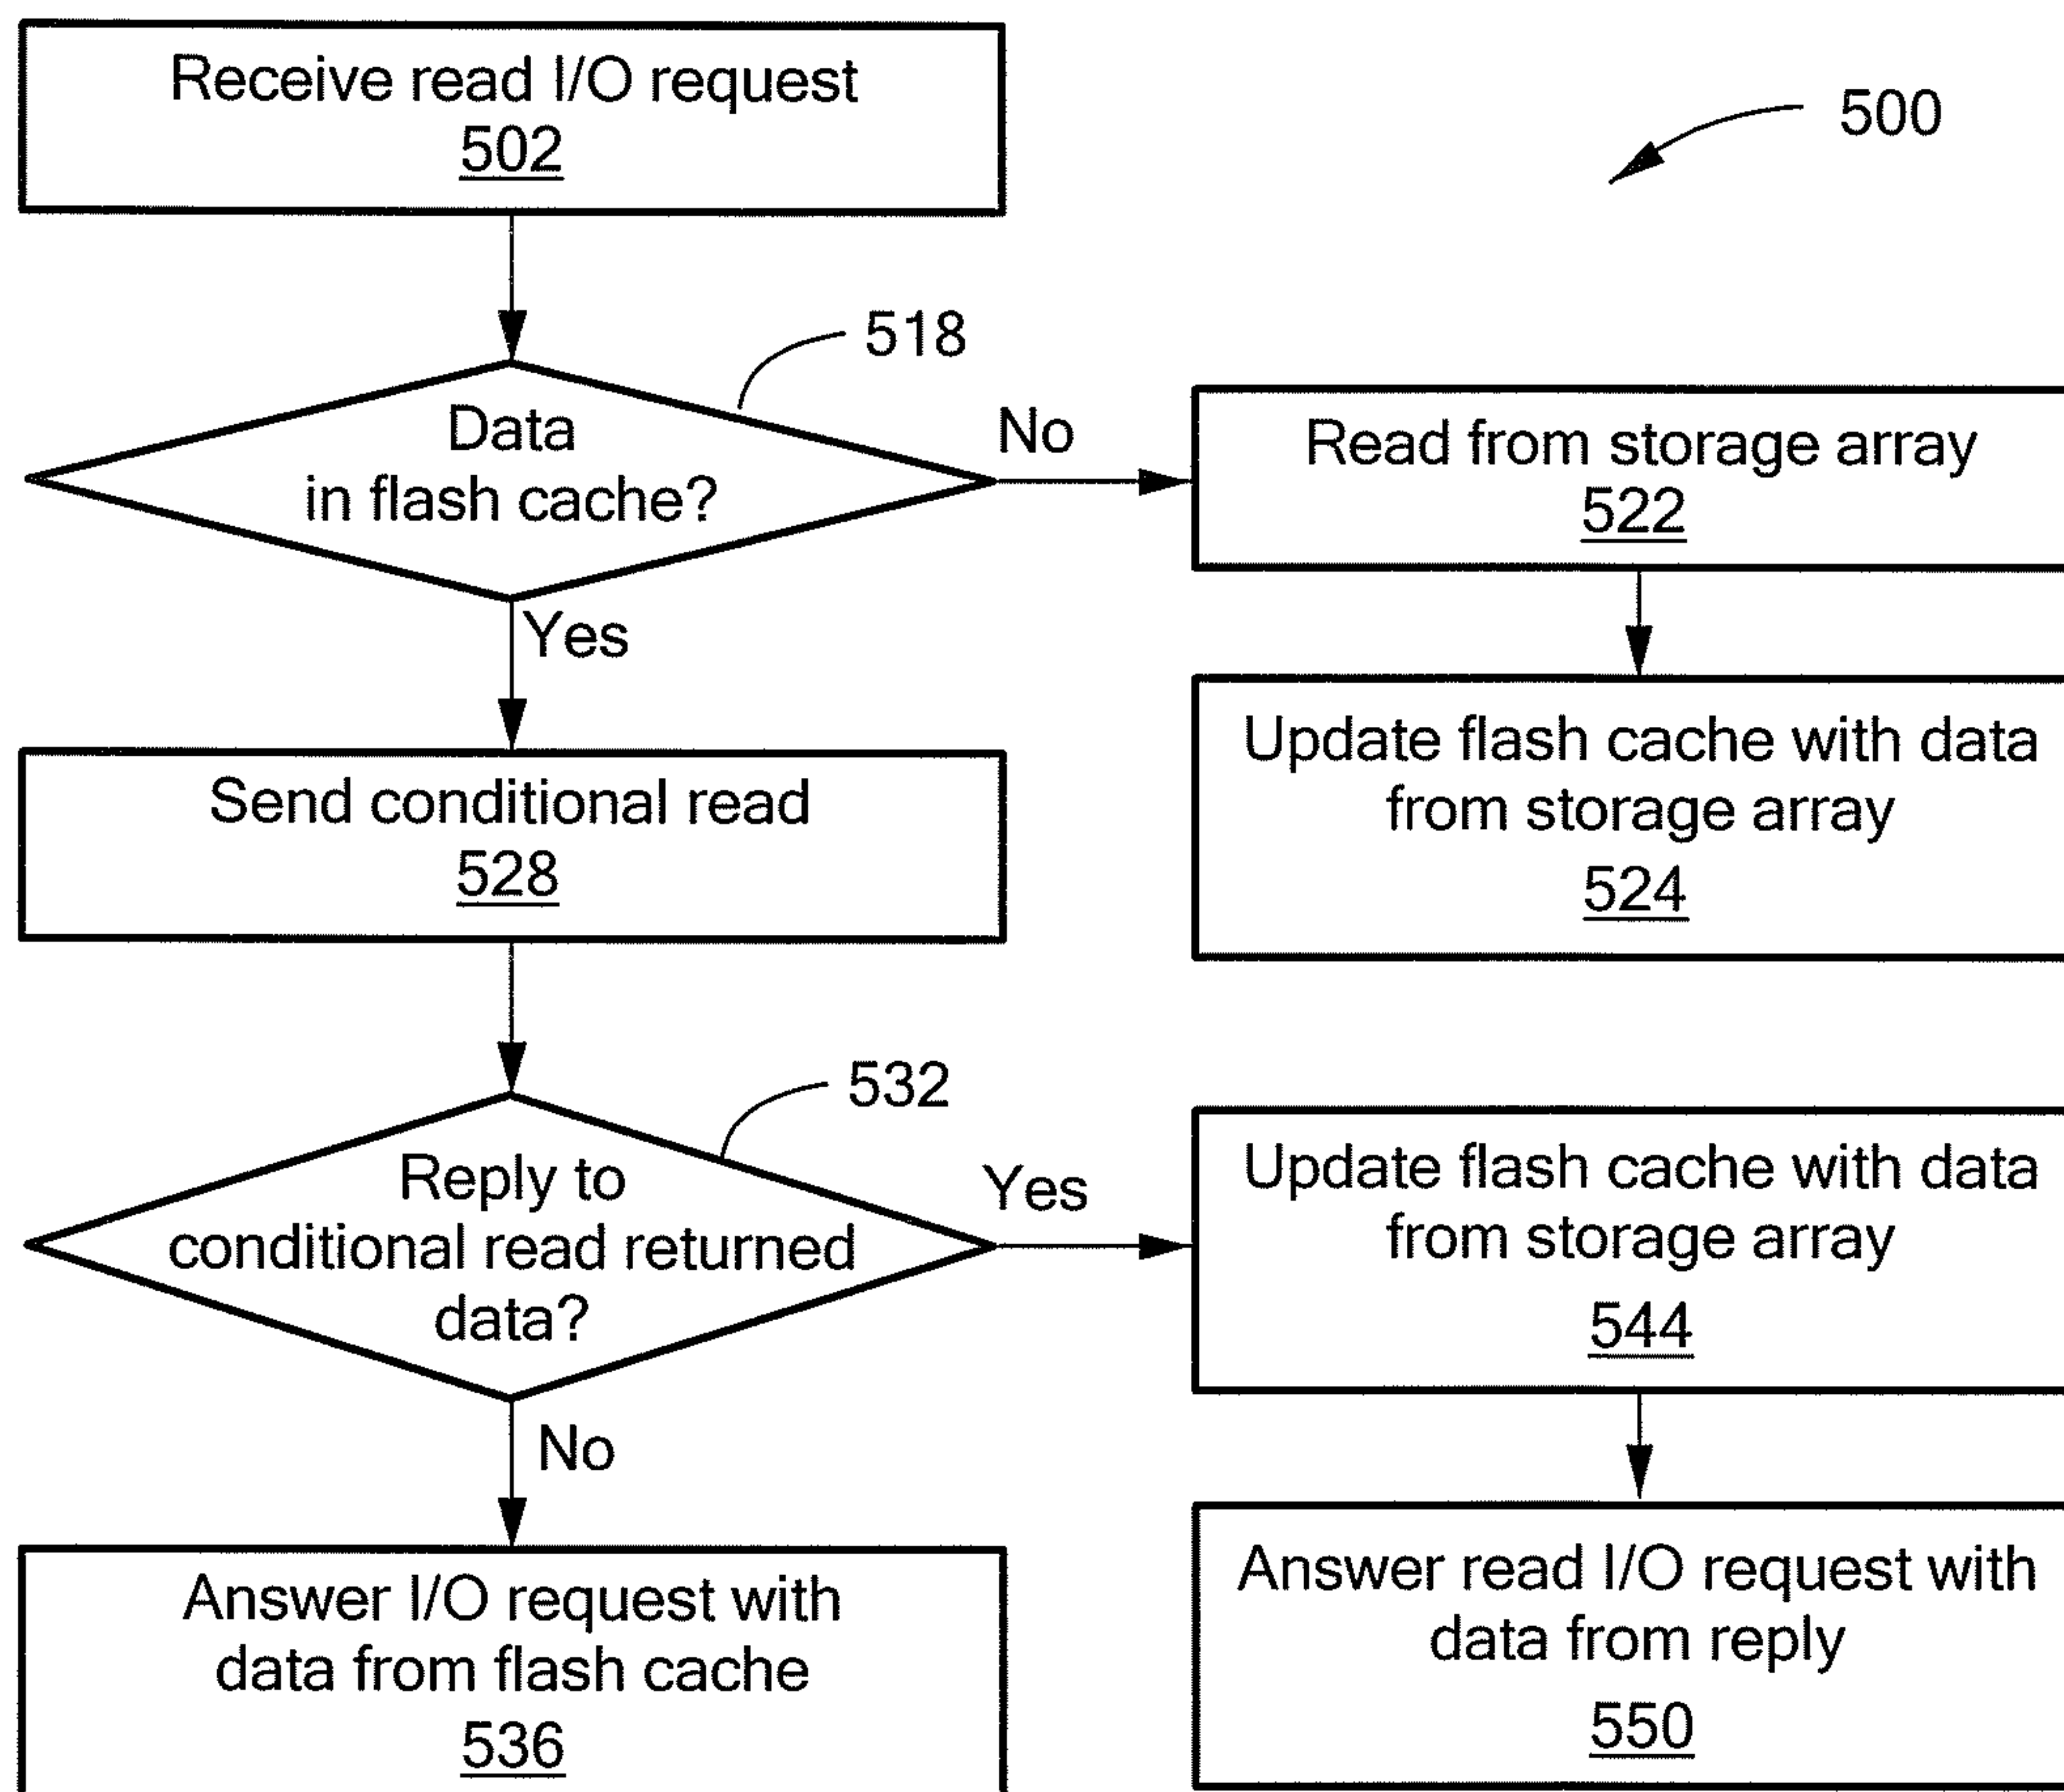 Receive read I/O request
502
500
518
Data
in flash cache?
No
Read from storage array
522
Yes
Update flash cache with data
from storage array
524
Send conditional read
528
532
Reply to
conditional read returned
data?
Yes
Update flash cache with data
from storage array
544
No
Answer I/O request with
data from flash cache
536
Answer read I/O request with
data from reply
550